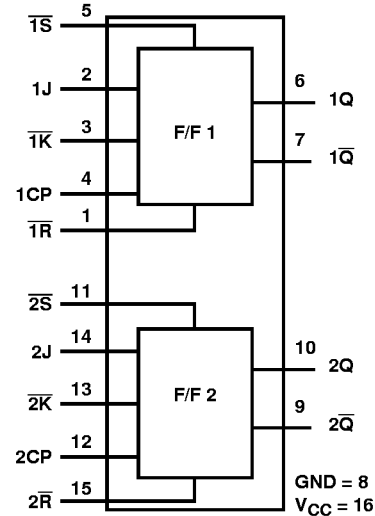 1S̅ 5
2
1J
3
1K̅
4
1CP
1
1R̅
F/F 1
6
1Q
7
1Q̅
2S̅ 11
14
2J
13
2K̅
12
2CP
15
2R̅
F/F 2
10
2Q
9
2Q̅
GND = 8
VCC = 16